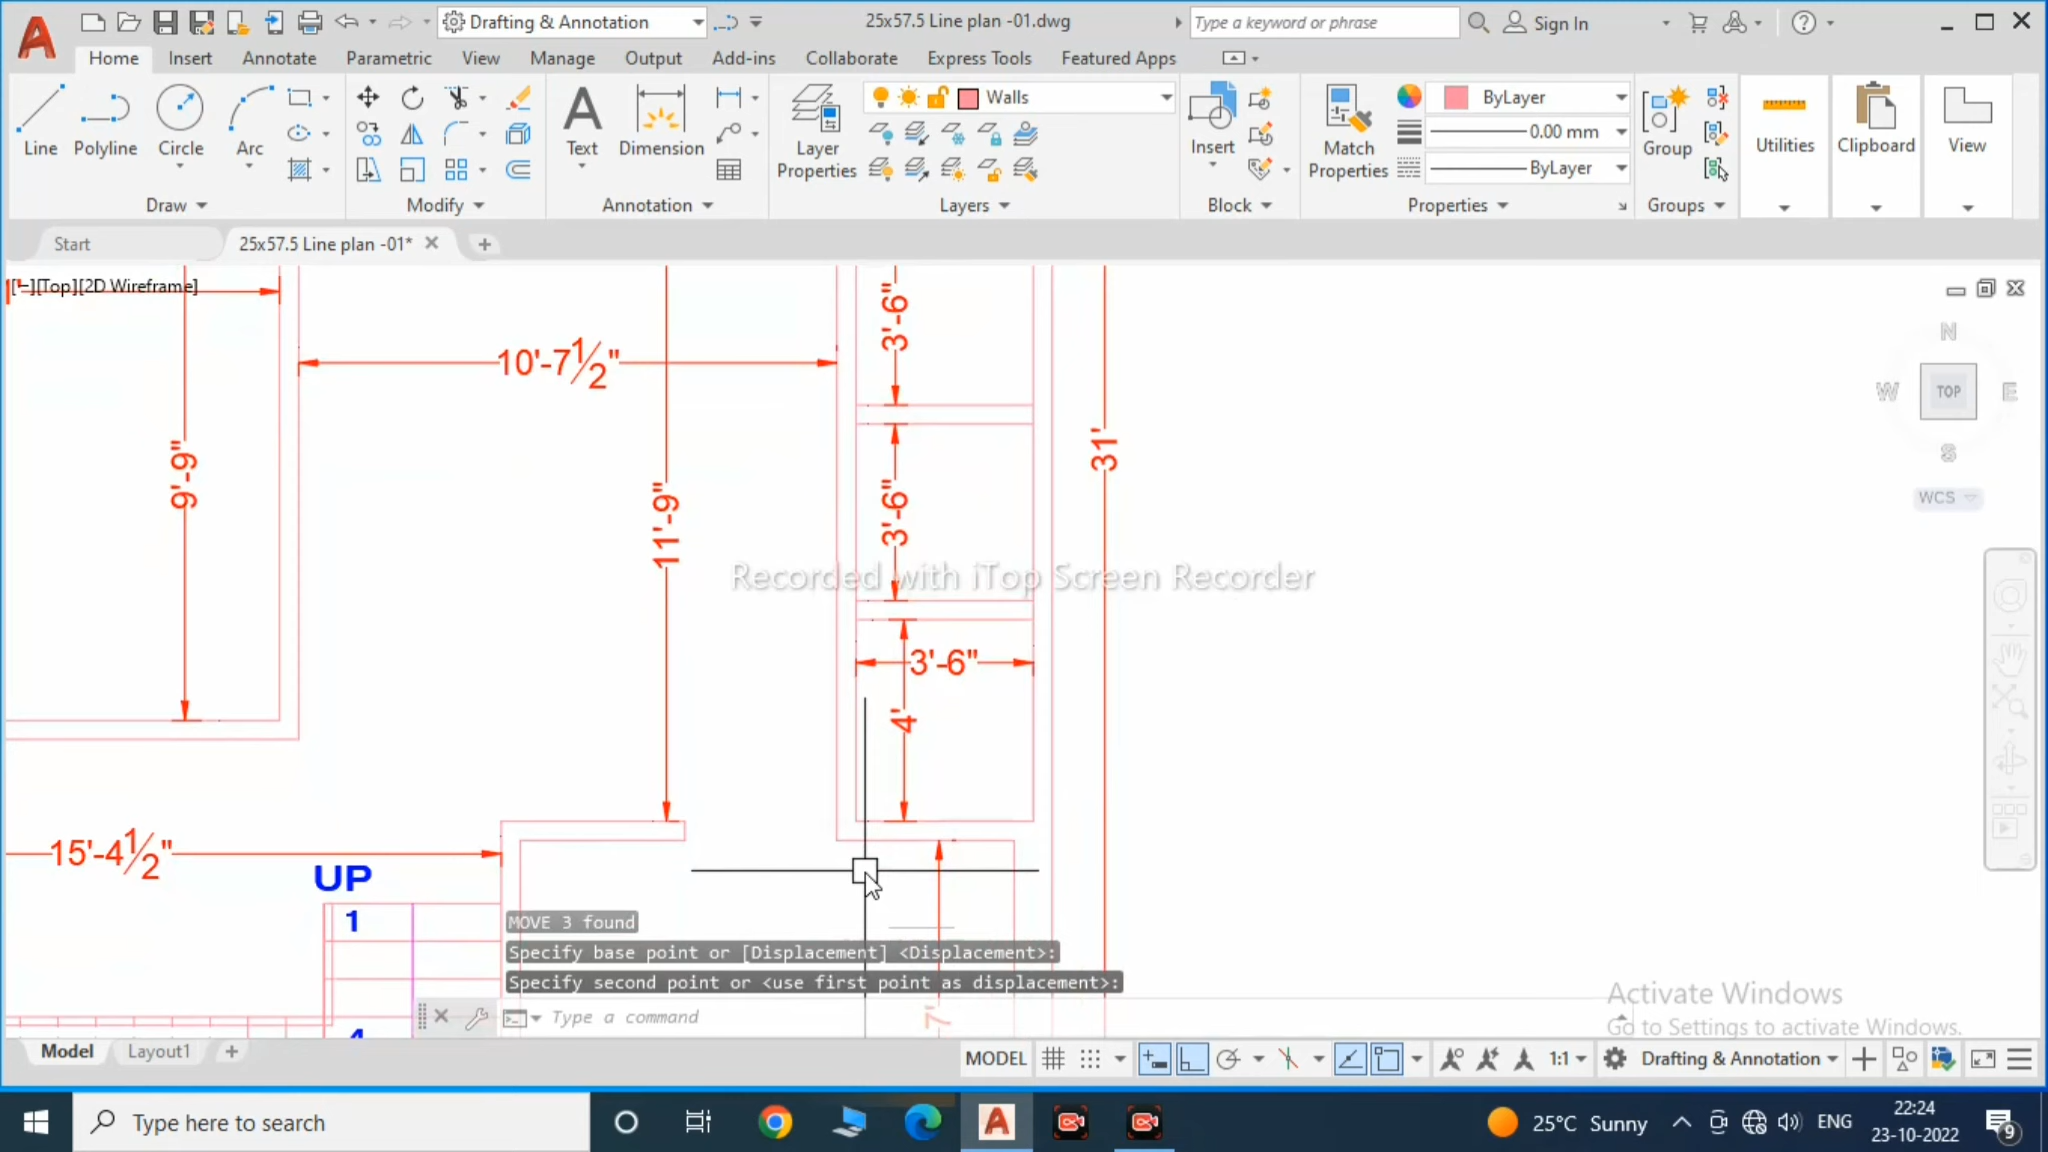 Drafting & Annotation
25x57.5 Line plan -01.dwg
Type a keyword or phrase
Sign In
Home Insert Annotate Parametric View Manage Output Add-ins Collaborate Express Tools Featured Apps
Line Polyline Circle Arc
Text Dimension
Layer Properties
Walls
Insert
Match Properties
ByLayer
0.00 mm
ByLayer
Group
Utilities
Clipboard
View
Draw Modify Annotation Layers Block Properties Groups
Start 25x57.5 Line plan -01*
[-][Top][2D Wireframe]
N
W TOP E
S
WCS
3'-6"
10'-7½"
31'
9'-9"
11'-9"
3'-6"
Recorded with iTop Screen Recorder
3'-6"
4'
15'-4½"
UP
1
4
7'
MOVE 3 found
Specify base point or [Displacement] <Displacement>:
Specify second point or <use first point as displacement>:
Type a command
Activate Windows
Go to Settings to activate Windows.
Model Layout1
MODEL 1:1 Drafting & Annotation
Type here to search
25°C Sunny
ENG
22:24
23-10-2022
9